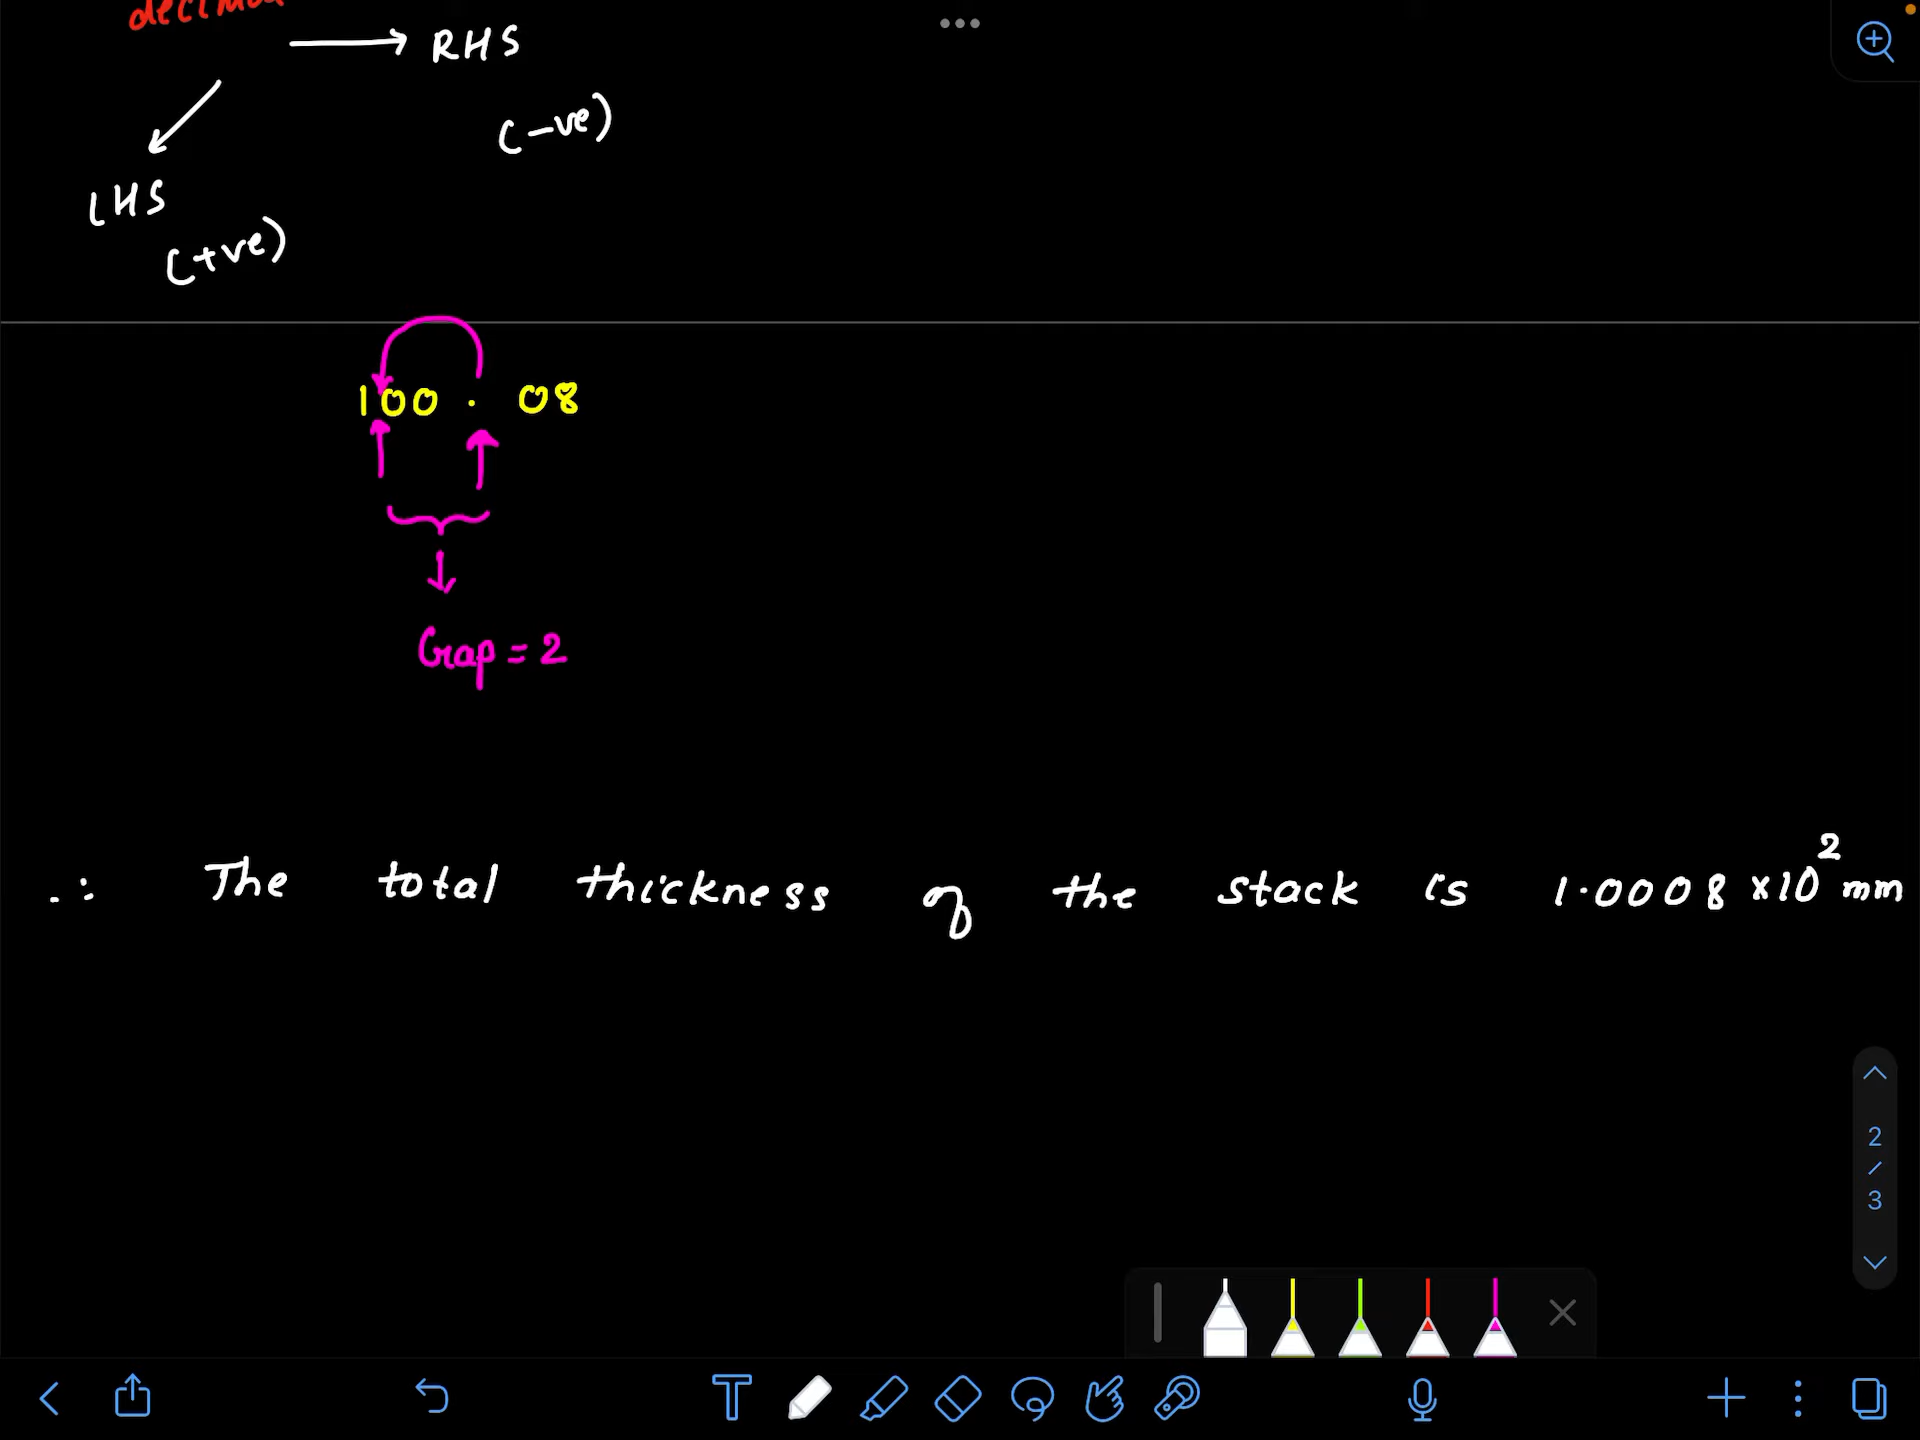 → RHS
(-ve)
LHS
(+ve)
100 . 08
Gap = 2
∴ The total thickness of the stack is 1.0008 × 10² mm
2
/
3
T